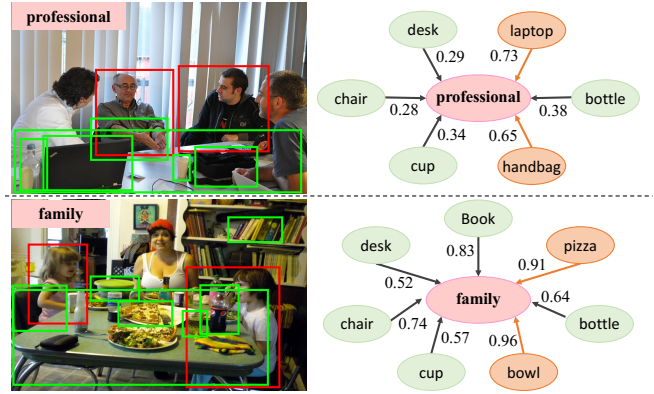 professional
desk
laptop
0.29
0.73
chair
professional
bottle
0.28
0.38
0.34
0.65
cup
handbag
family
Book
desk
pizza
0.83
0.91
0.52
family
0.64
chair
0.74
bottle
0.57
0.96
cup
bowl